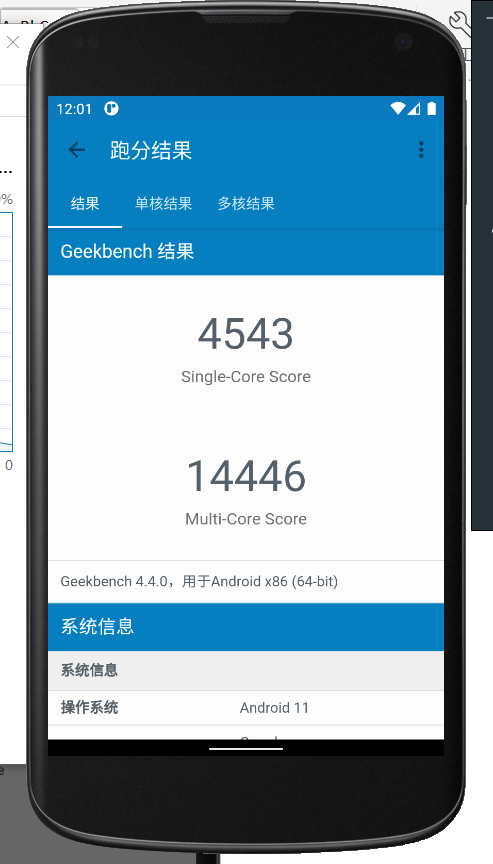 %
0
12:01
跑分结果
结果 单核结果 多核结果
Geekbench 结果
4543
Single-Core Score
14446
Multi-Core Score
Geekbench 4.4.0，用于Android x86 (64-bit)
系统信息
系统信息
操作系统 Android 11